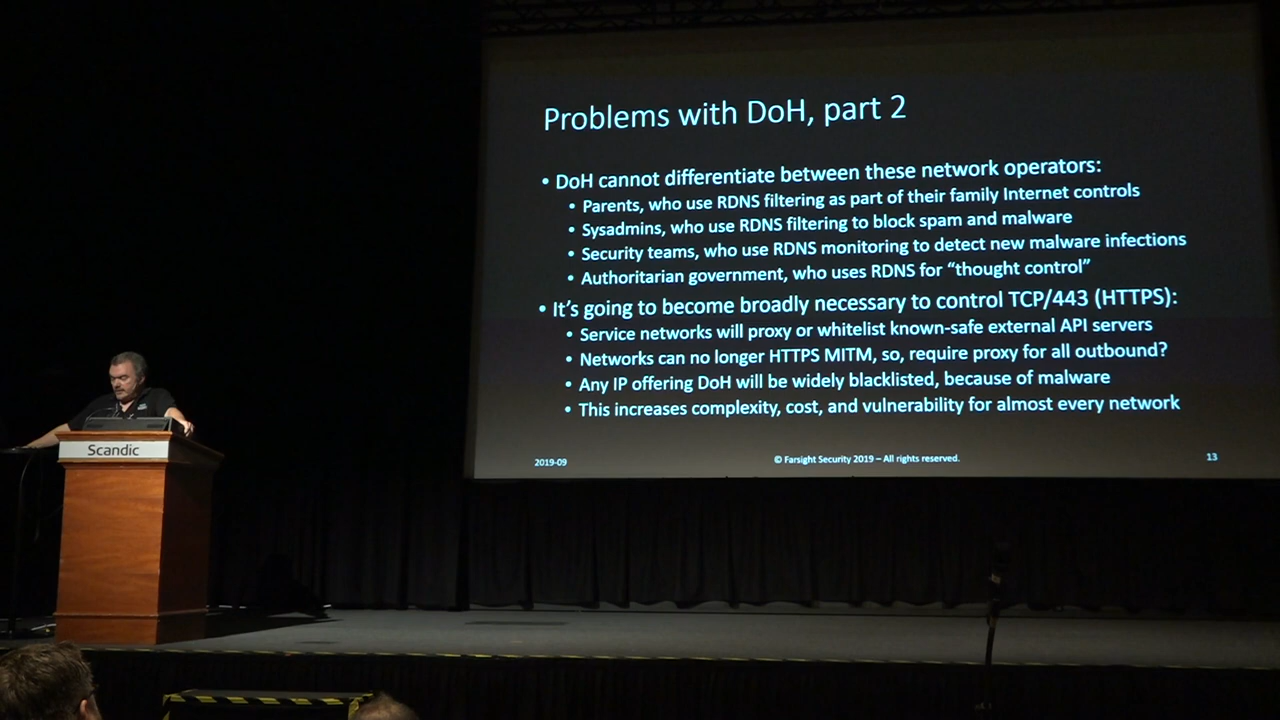 Problems with DoH, part 2
• DoH cannot differentiate between these network operators:
• Parents, who use RDNS filtering as part of their family Internet controls
• Sysadmins, who use RDNS filtering to block spam and malware
• Security teams, who use RDNS monitoring to detect new malware infections
• Authoritarian government, who uses RDNS for “thought control”
• It’s going to become broadly necessary to control TCP/443 (HTTPS):
• Service networks will proxy or whitelist known-safe external API servers
• Networks can no longer HTTPS MITM, so, require proxy for all outbound?
• Any IP offering DoH will be widely blacklisted, because of malware
• This increases complexity, cost, and vulnerability for almost every network
2019-09
© Farsight Security 2019 – All rights reserved.
13
Scandic